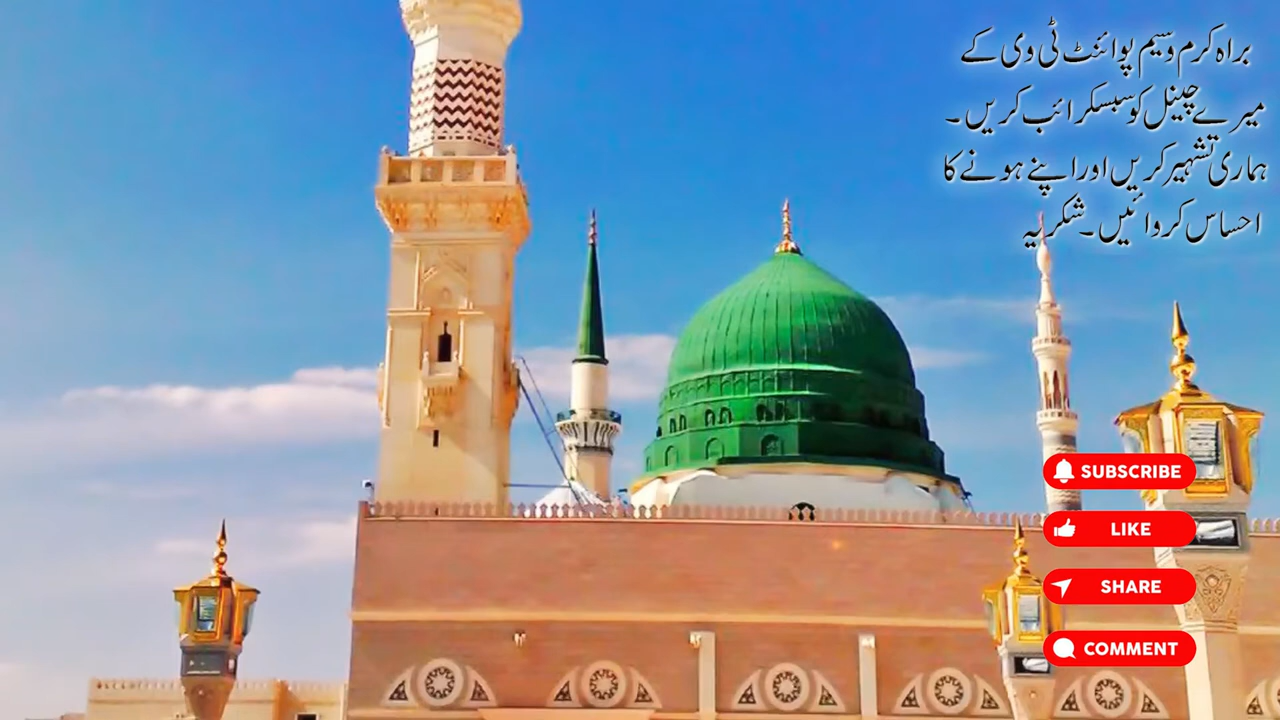 براہ کرم وسیم پوائنٹ ٹی وی کے
میرے چینل کو سبسکرائب کریں۔
ہماری تشہیر کریں اور اپنے ہونے کا
احساس کروائیں۔ شکریہ
SUBSCRIBE
LIKE
SHARE
COMMENT